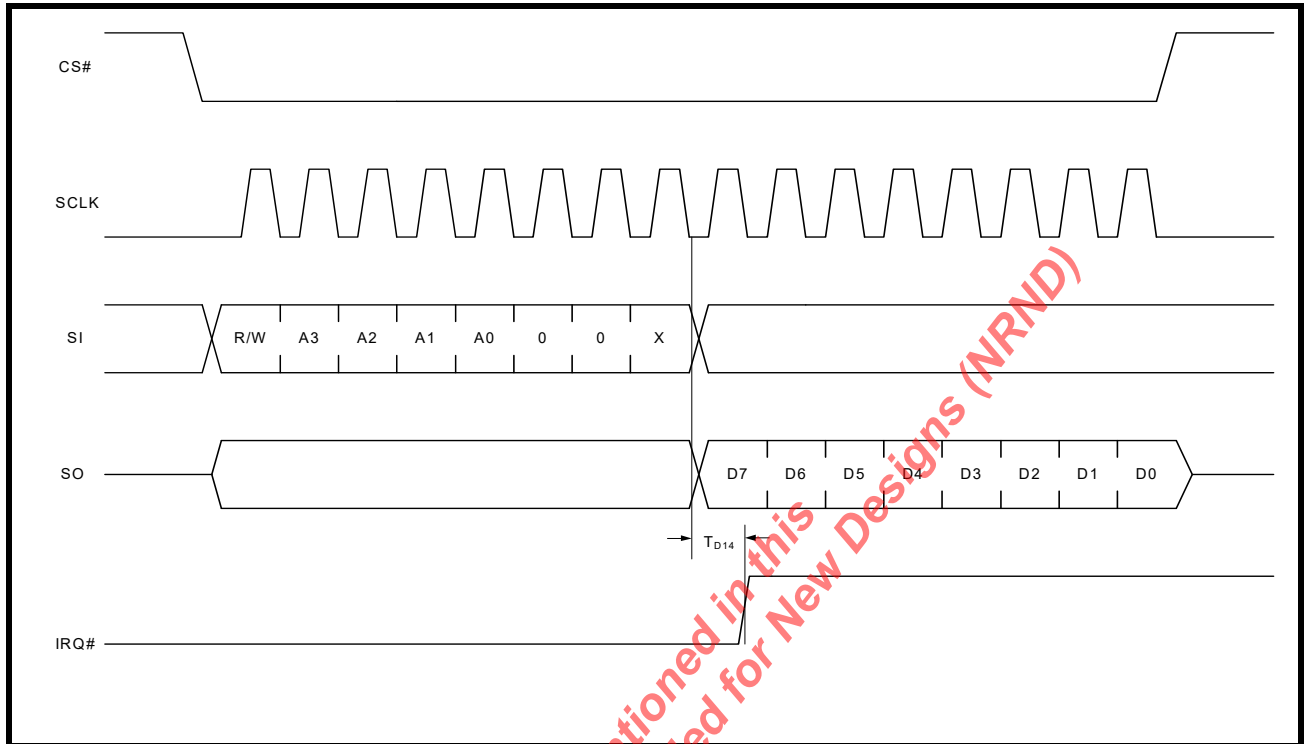 CS#
SCLK
SI
R/W A3 A2 A1 A0 0 0 X
SO
D7 D6 D5 D4 D3 D2 D1 D0
TD14
IRQ#
in this
for New Designs (NRND)